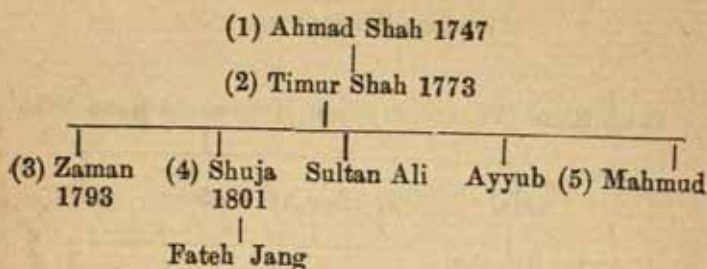 (1) Ahmad Shah 1747
(2) Timur Shah 1773
(3) Zaman (4) Shuja Sultan Ali Ayyub (5) Mahmud
1793 1801
Fateh Jang